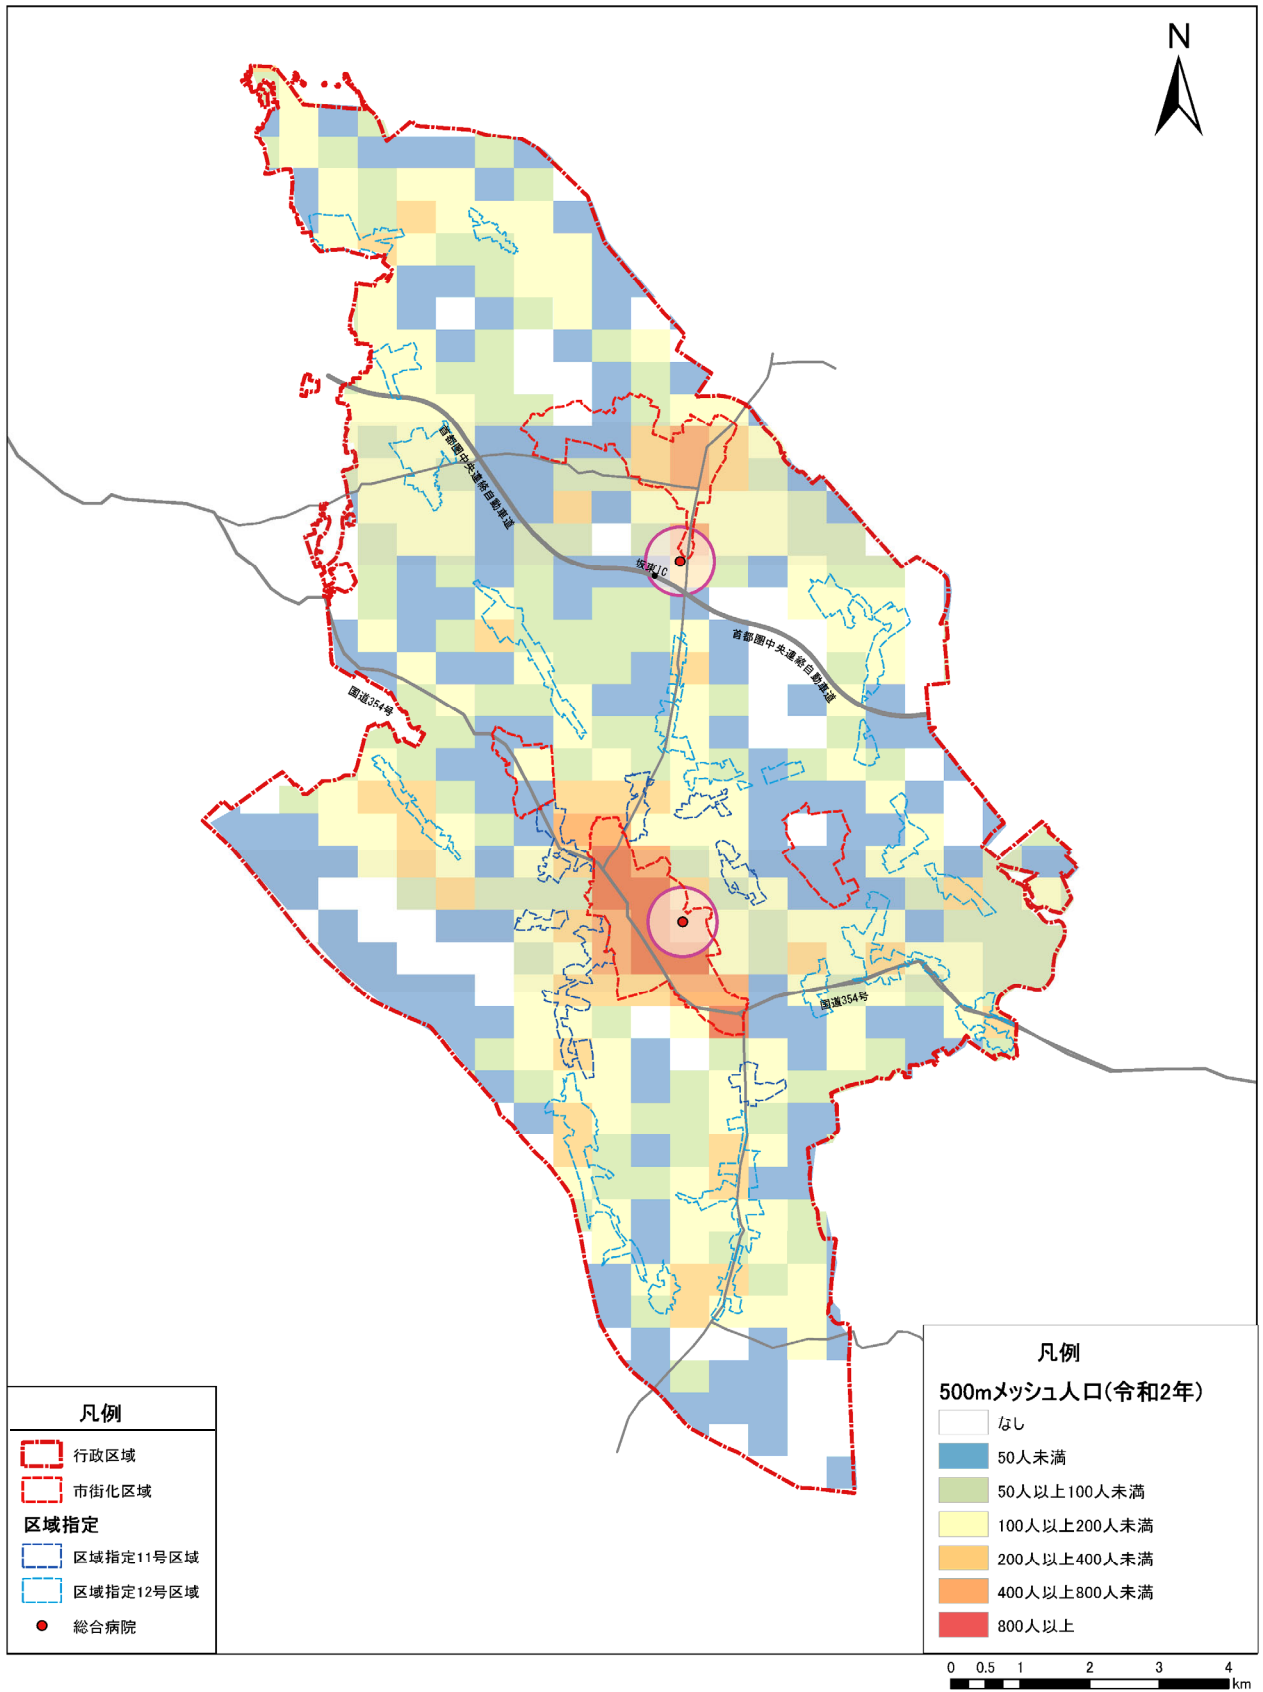 N
首都圏中央連絡自動車道
坂東IC
首都圏中央連絡自動車道
国道354号
国道354号
凡例
行政区域
市街化区域
区域指定
区域指定11号区域
区域指定12号区域
総合病院
凡例
500mメッシュ人口(令和2年)
なし
50人未満
50人以上100人未満
100人以上200人未満
200人以上400人未満
400人以上800人未満
800人以上
0 0.5 1 2 3 4
km